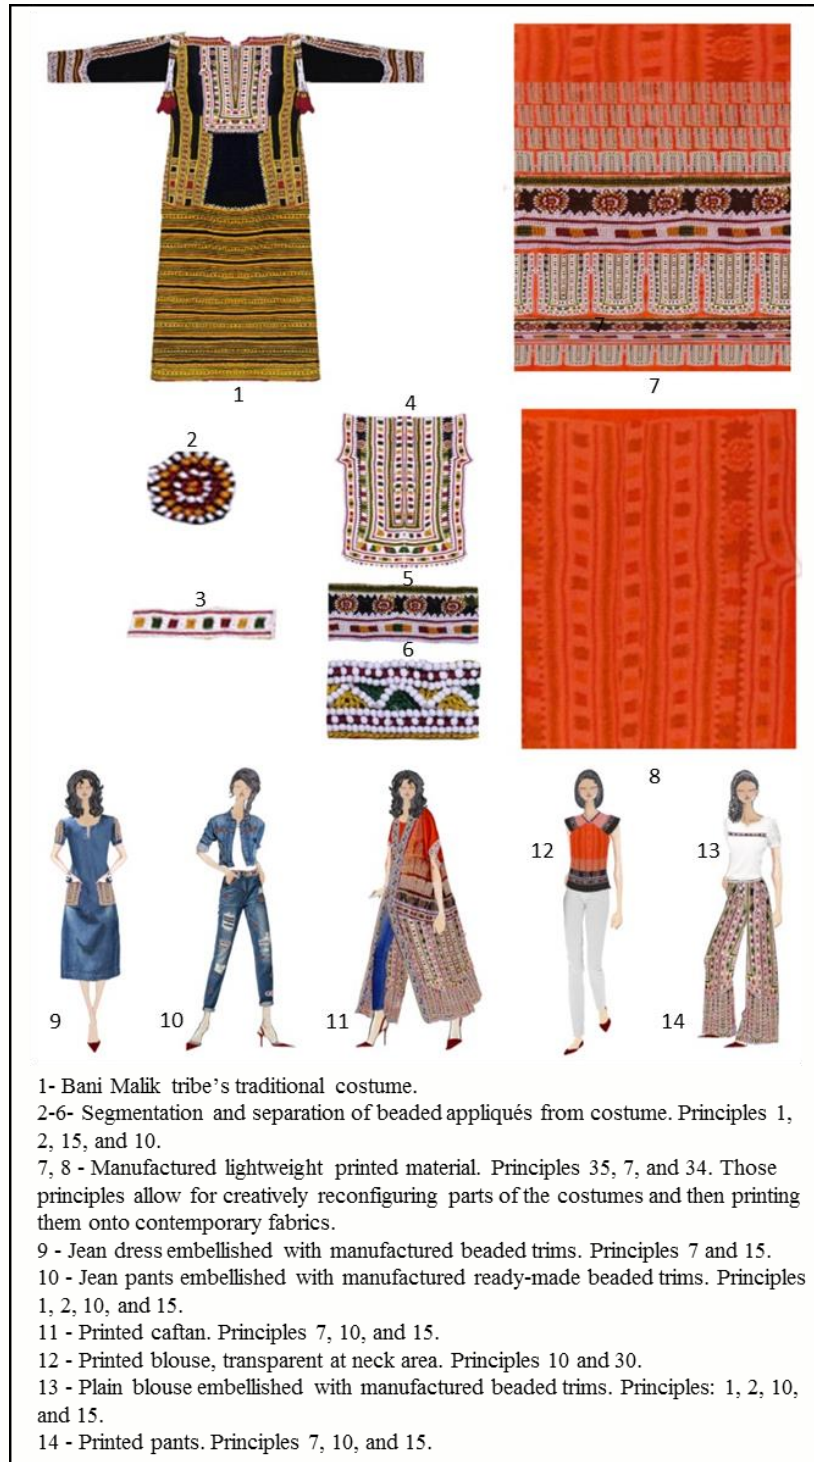 1
7
7
4
2
5
3
6
8
12
13
9
10
11
14
1- Bani Malik tribe’s traditional costume.
2-6- Segmentation and separation of beaded appliqués from costume. Principles 1,
2, 15, and 10.
7, 8 - Manufactured lightweight printed material. Principles 35, 7, and 34. Those
principles allow for creatively reconfiguring parts of the costumes and then printing
them onto contemporary fabrics.
9 - Jean dress embellished with manufactured beaded trims. Principles 7 and 15.
10 - Jean pants embellished with manufactured ready-made beaded trims. Principles
1, 2, 10, and 15.
11 - Printed caftan. Principles 7, 10, and 15.
12 - Printed blouse, transparent at neck area. Principles 10 and 30.
13 - Plain blouse embellished with manufactured beaded trims. Principles: 1, 2, 10,
and 15.
14 - Printed pants. Principles 7, 10, and 15.